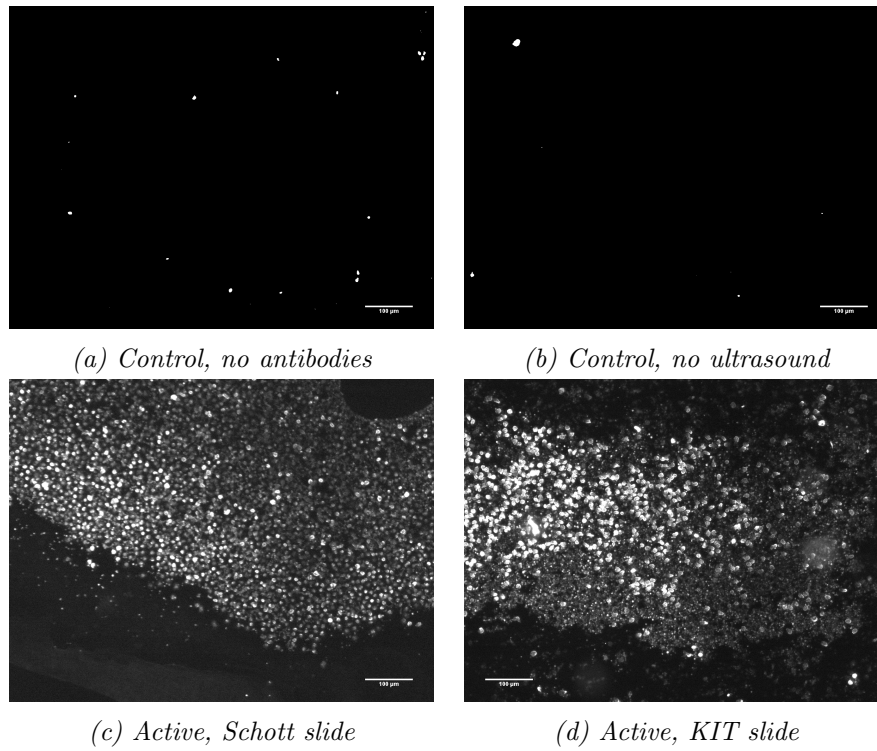 100 µm
100 µm
(a) Control, no antibodies
(b) Control, no ultrasound
100 µm
100 µm
(c) Active, Schott slide
(d) Active, KIT slide